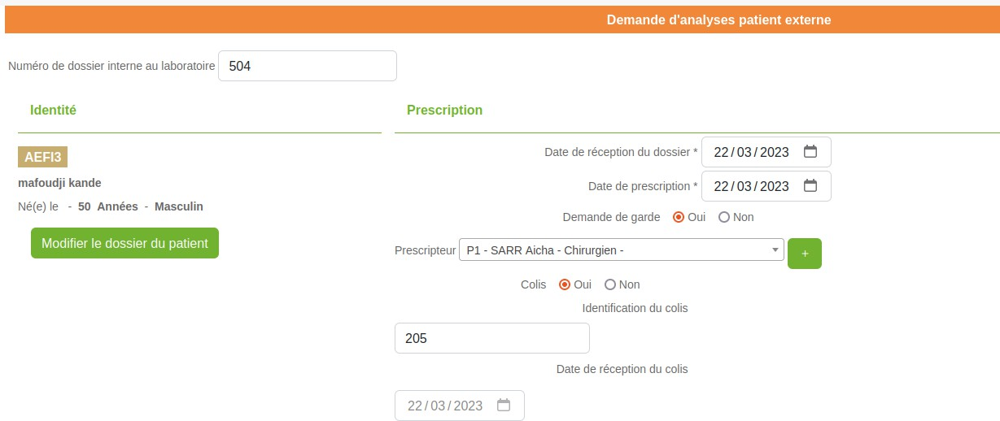 Demande d'analyses patient externe
Numéro de dossier interne au laboratoire 504
Identité
AEFI3
mafoudji kande
Né(e) le - 50 Années - Masculin
Modifier le dossier du patient
Prescription
Date de réception du dossier * 22/03/2023
Date de prescription * 22/03/2023
Demande de garde Oui Non
Prescripteur P1 - SARR Aicha - Chirurgien - +
Colis Oui Non
Identification du colis
205
Date de réception du colis
22/03/2023